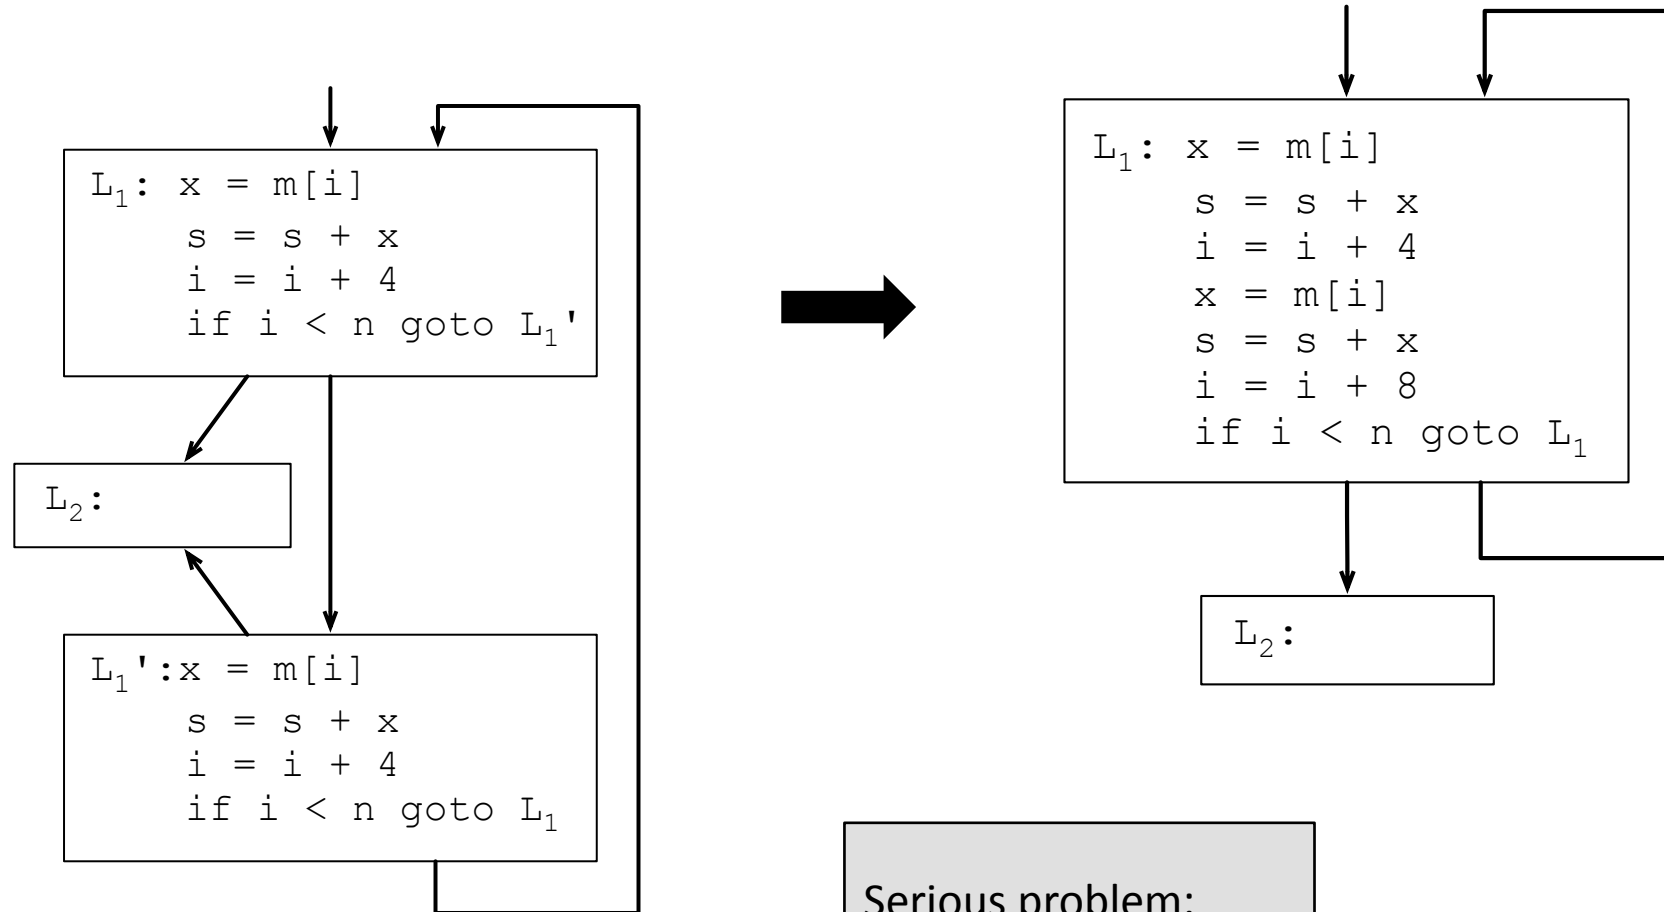 L₁: x = m[i]
s = s + x
i = i + 4
if i < n goto L₁'
L₂:
L₁':x = m[i]
s = s + x
i = i + 4
if i < n goto L₁
L₁: x = m[i]
s = s + x
i = i + 4
x = m[i]
s = s + x
i = i + 8
if i < n goto L₁
L₂:
Serious problem: